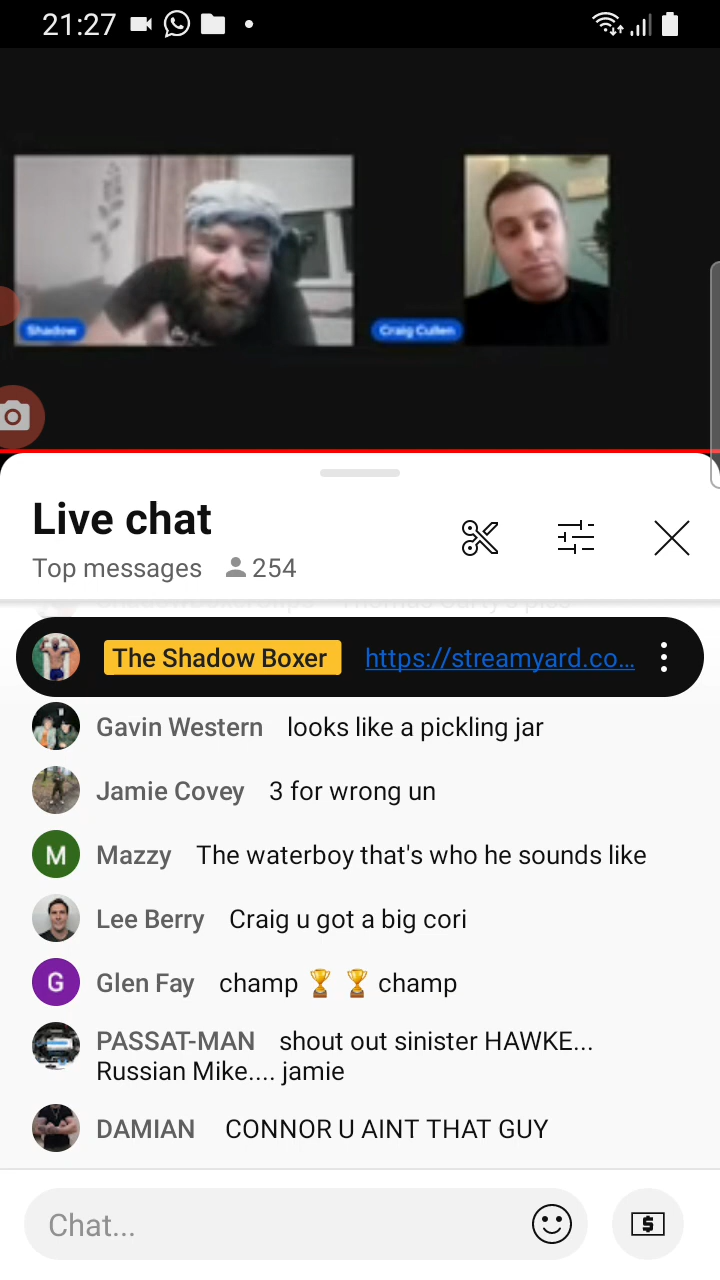 21:27
Shadow
Craig Cullen
Live chat
Top messages 254
The Shadow Boxer https://streamyard.co...
Gavin Western looks like a pickling jar
Jamie Covey 3 for wrong un
M Mazzy The waterboy that's who he sounds like
Lee Berry Craig u got a big cori
G Glen Fay champ 🏆 🏆 champ
PASSAT-MAN shout out sinister HAWKE...
Russian Mike.... jamie
DAMIAN CONNOR U AINT THAT GUY
Chat...